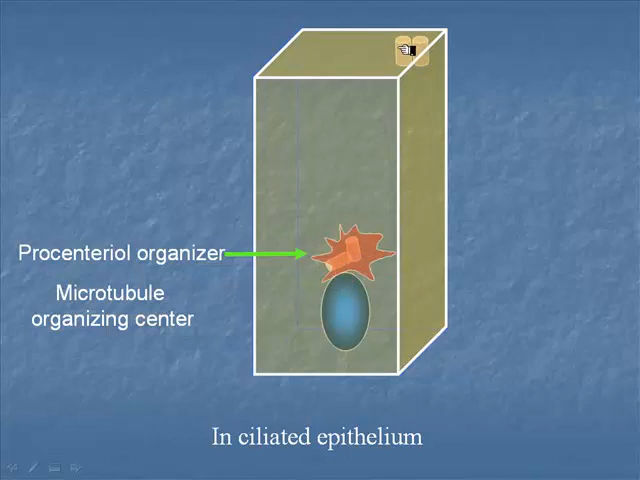 Procenteriol organizer
Microtubule
organizing center
In ciliated epithelium